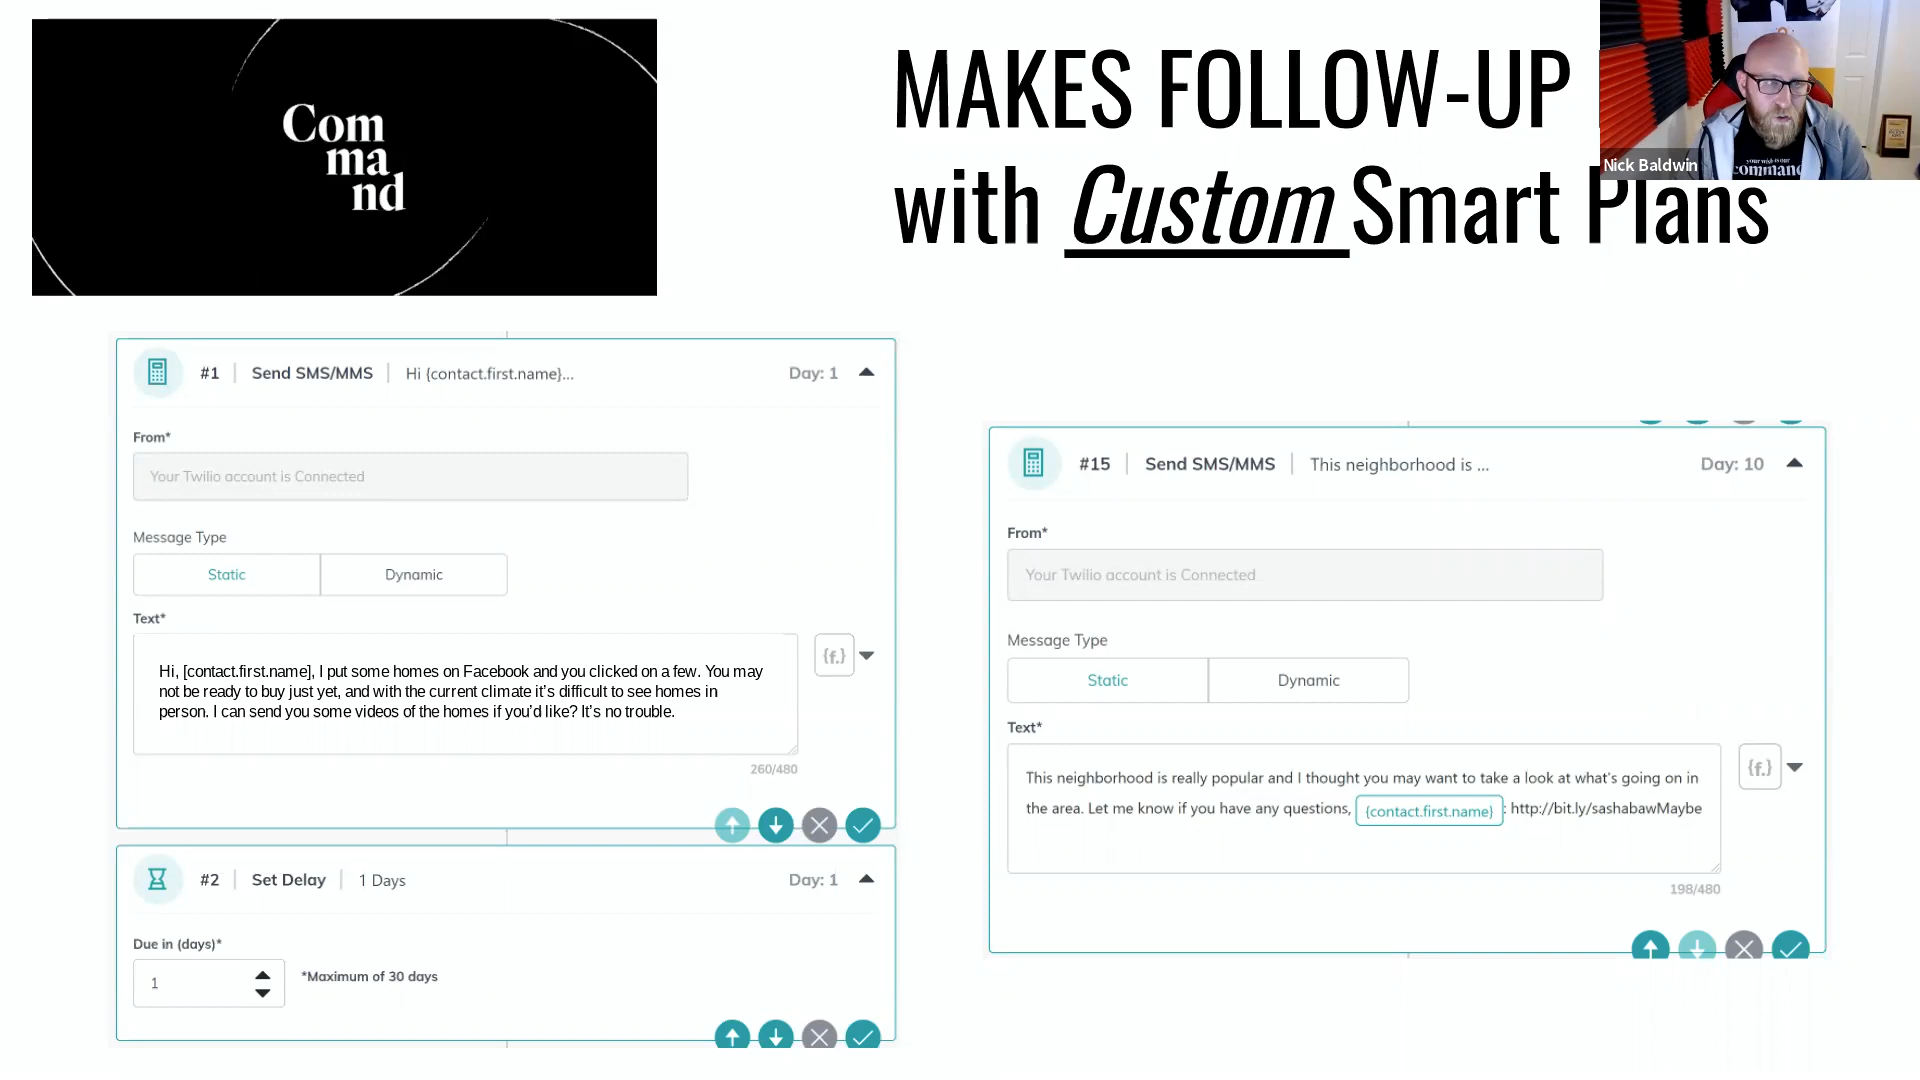 Com
ma
nd
MAKES FOLLOW-UP
with Custom Smart Plans
Nick Baldwin
your wish is our
command
#1 Send SMS/MMS Hi {contact.first.name}... Day: 1
From*
Your Twilio account is Connected
Message Type
Static Dynamic
Text*
Hi, [contact.first.name], I put some homes on Facebook and you clicked on a few. You may
not be ready to buy just yet, and with the current climate it’s difficult to see homes in
person. I can send you some videos of the homes if you’d like? It’s no trouble.
{f.}
260/480
#2 Set Delay 1 Days Day: 1
Due in (days)*
1
*Maximum of 30 days
#15 Send SMS/MMS This neighborhood is ... Day: 10
From*
Your Twilio account is Connected
Message Type
Static Dynamic
Text*
This neighborhood is really popular and I thought you may want to take a look at what's going on in
the area. Let me know if you have any questions, {contact.first.name} : http://bit.ly/sashabawMaybe
{f.}
198/480